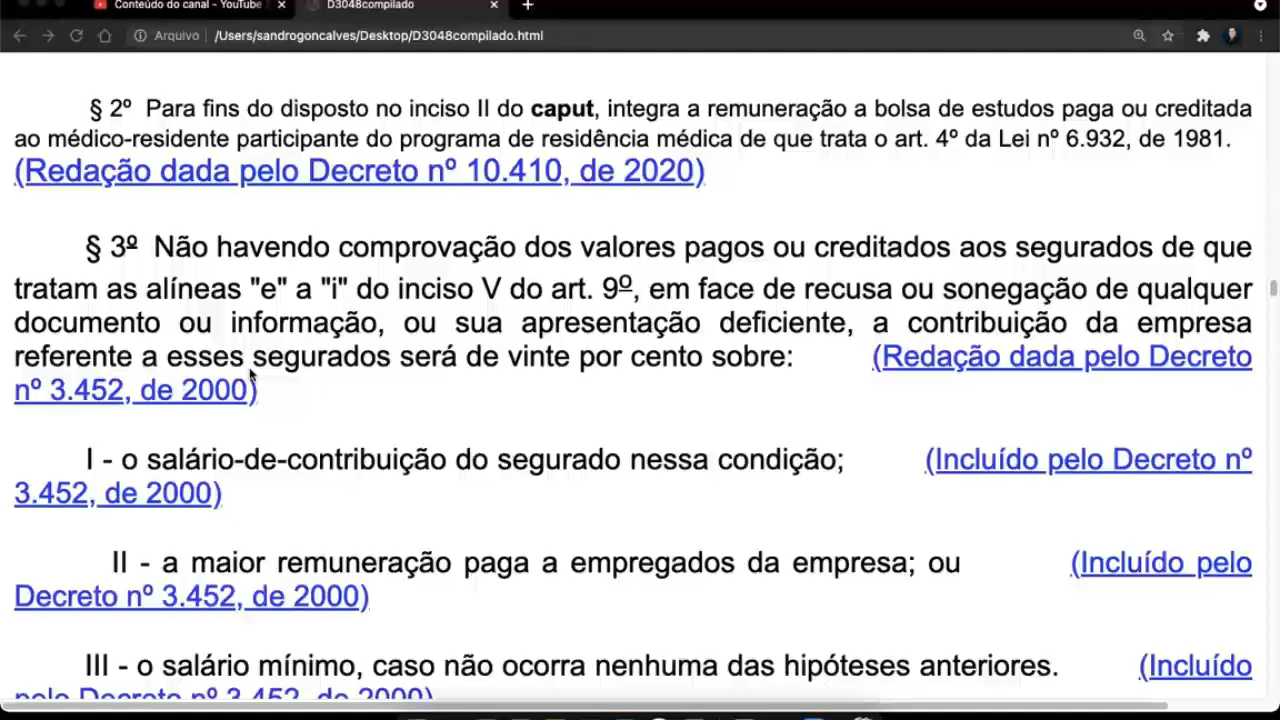 Conteúdo do canal - YouTube
D3048compilado
Arquivo /Users/sandrogoncalves/Desktop/D3048compilado.html
§ 2º Para fins do disposto no inciso II do caput, integra a remuneração a bolsa de estudos paga ou creditada
ao médico-residente participante do programa de residência médica de que trata o art. 4º da Lei nº 6.932, de 1981.
(Redação dada pelo Decreto nº 10.410, de 2020)
§ 3º Não havendo comprovação dos valores pagos ou creditados aos segurados de que
tratam as alíneas "e" a "i" do inciso V do art. 9º, em face de recusa ou sonegação de qualquer
documento ou informação, ou sua apresentação deficiente, a contribuição da empresa
referente a esses segurados será de vinte por cento sobre: (Redação dada pelo Decreto
nº 3.452, de 2000)
I - o salário-de-contribuição do segurado nessa condição; (Incluído pelo Decreto nº
3.452, de 2000)
II - a maior remuneração paga a empregados da empresa; ou (Incluído pelo
Decreto nº 3.452, de 2000)
III - o salário mínimo, caso não ocorra nenhuma das hipóteses anteriores. (Incluído
pelo Decreto nº 3.452, de 2000)